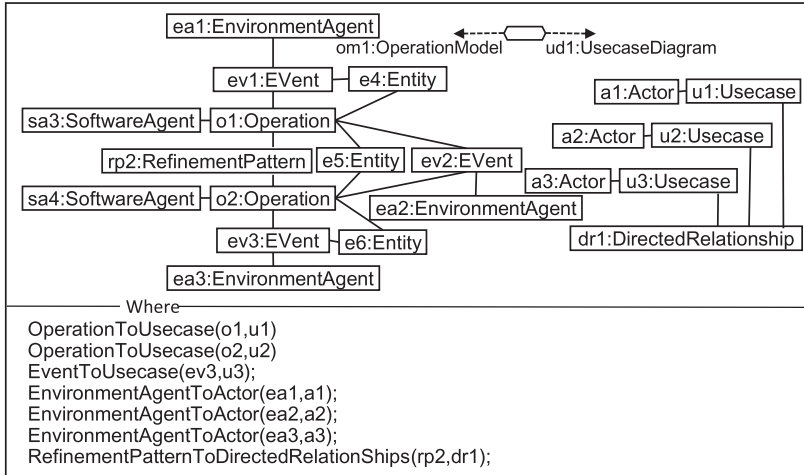 ea1:EnvironmentAgent
om1:OperationModel
ud1:UsecaseDiagram
ev1:EVent
e4:Entity
a1:Actor
u1:Usecase
sa3:SoftwareAgent
o1:Operation
a2:Actor
u2:Usecase
rp2:RefinementPattern
e5:Entity
ev2:EVent
a3:Actor
u3:Usecase
sa4:SoftwareAgent
o2:Operation
ea2:EnvironmentAgent
ev3:EVent
e6:Entity
dr1:DirectedRelationship
ea3:EnvironmentAgent
Where
OperationToUsecase(o1,u1)
OperationToUsecase(o2,u2)
EventToUsecase(ev3,u3);
EnvironmentAgentToActor(ea1,a1);
EnvironmentAgentToActor(ea2,a2);
EnvironmentAgentToActor(ea3,a3);
RefinementPatternToDirectedRelationShips(rp2,dr1);